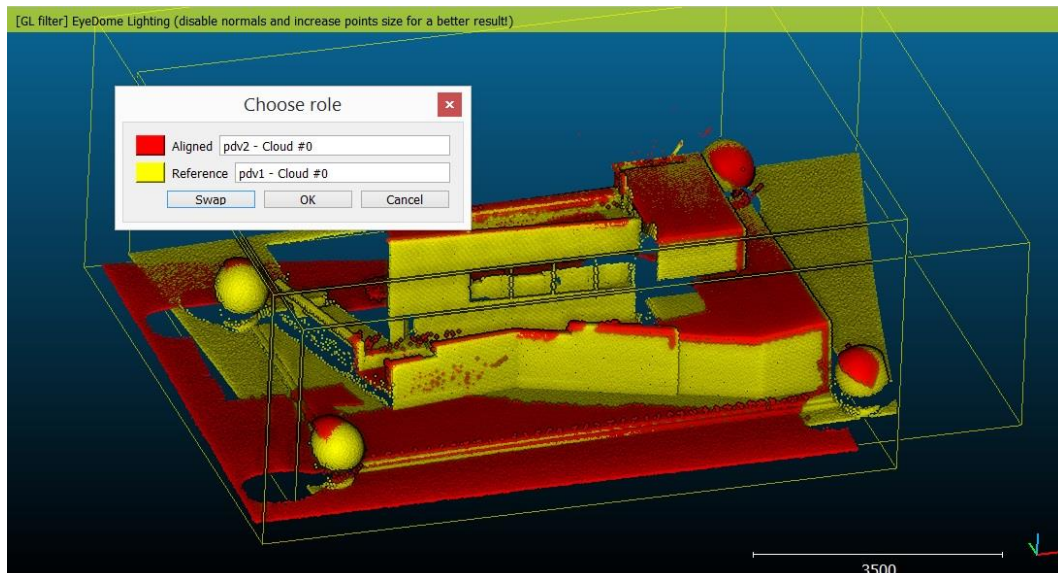 [GL filter] EyeDome Lighting (disable normals and increase points size for a better result!)
Choose role
Aligned pdv2 - Cloud #0
Reference pdv1 - Cloud #0
Swap OK Cancel
3500